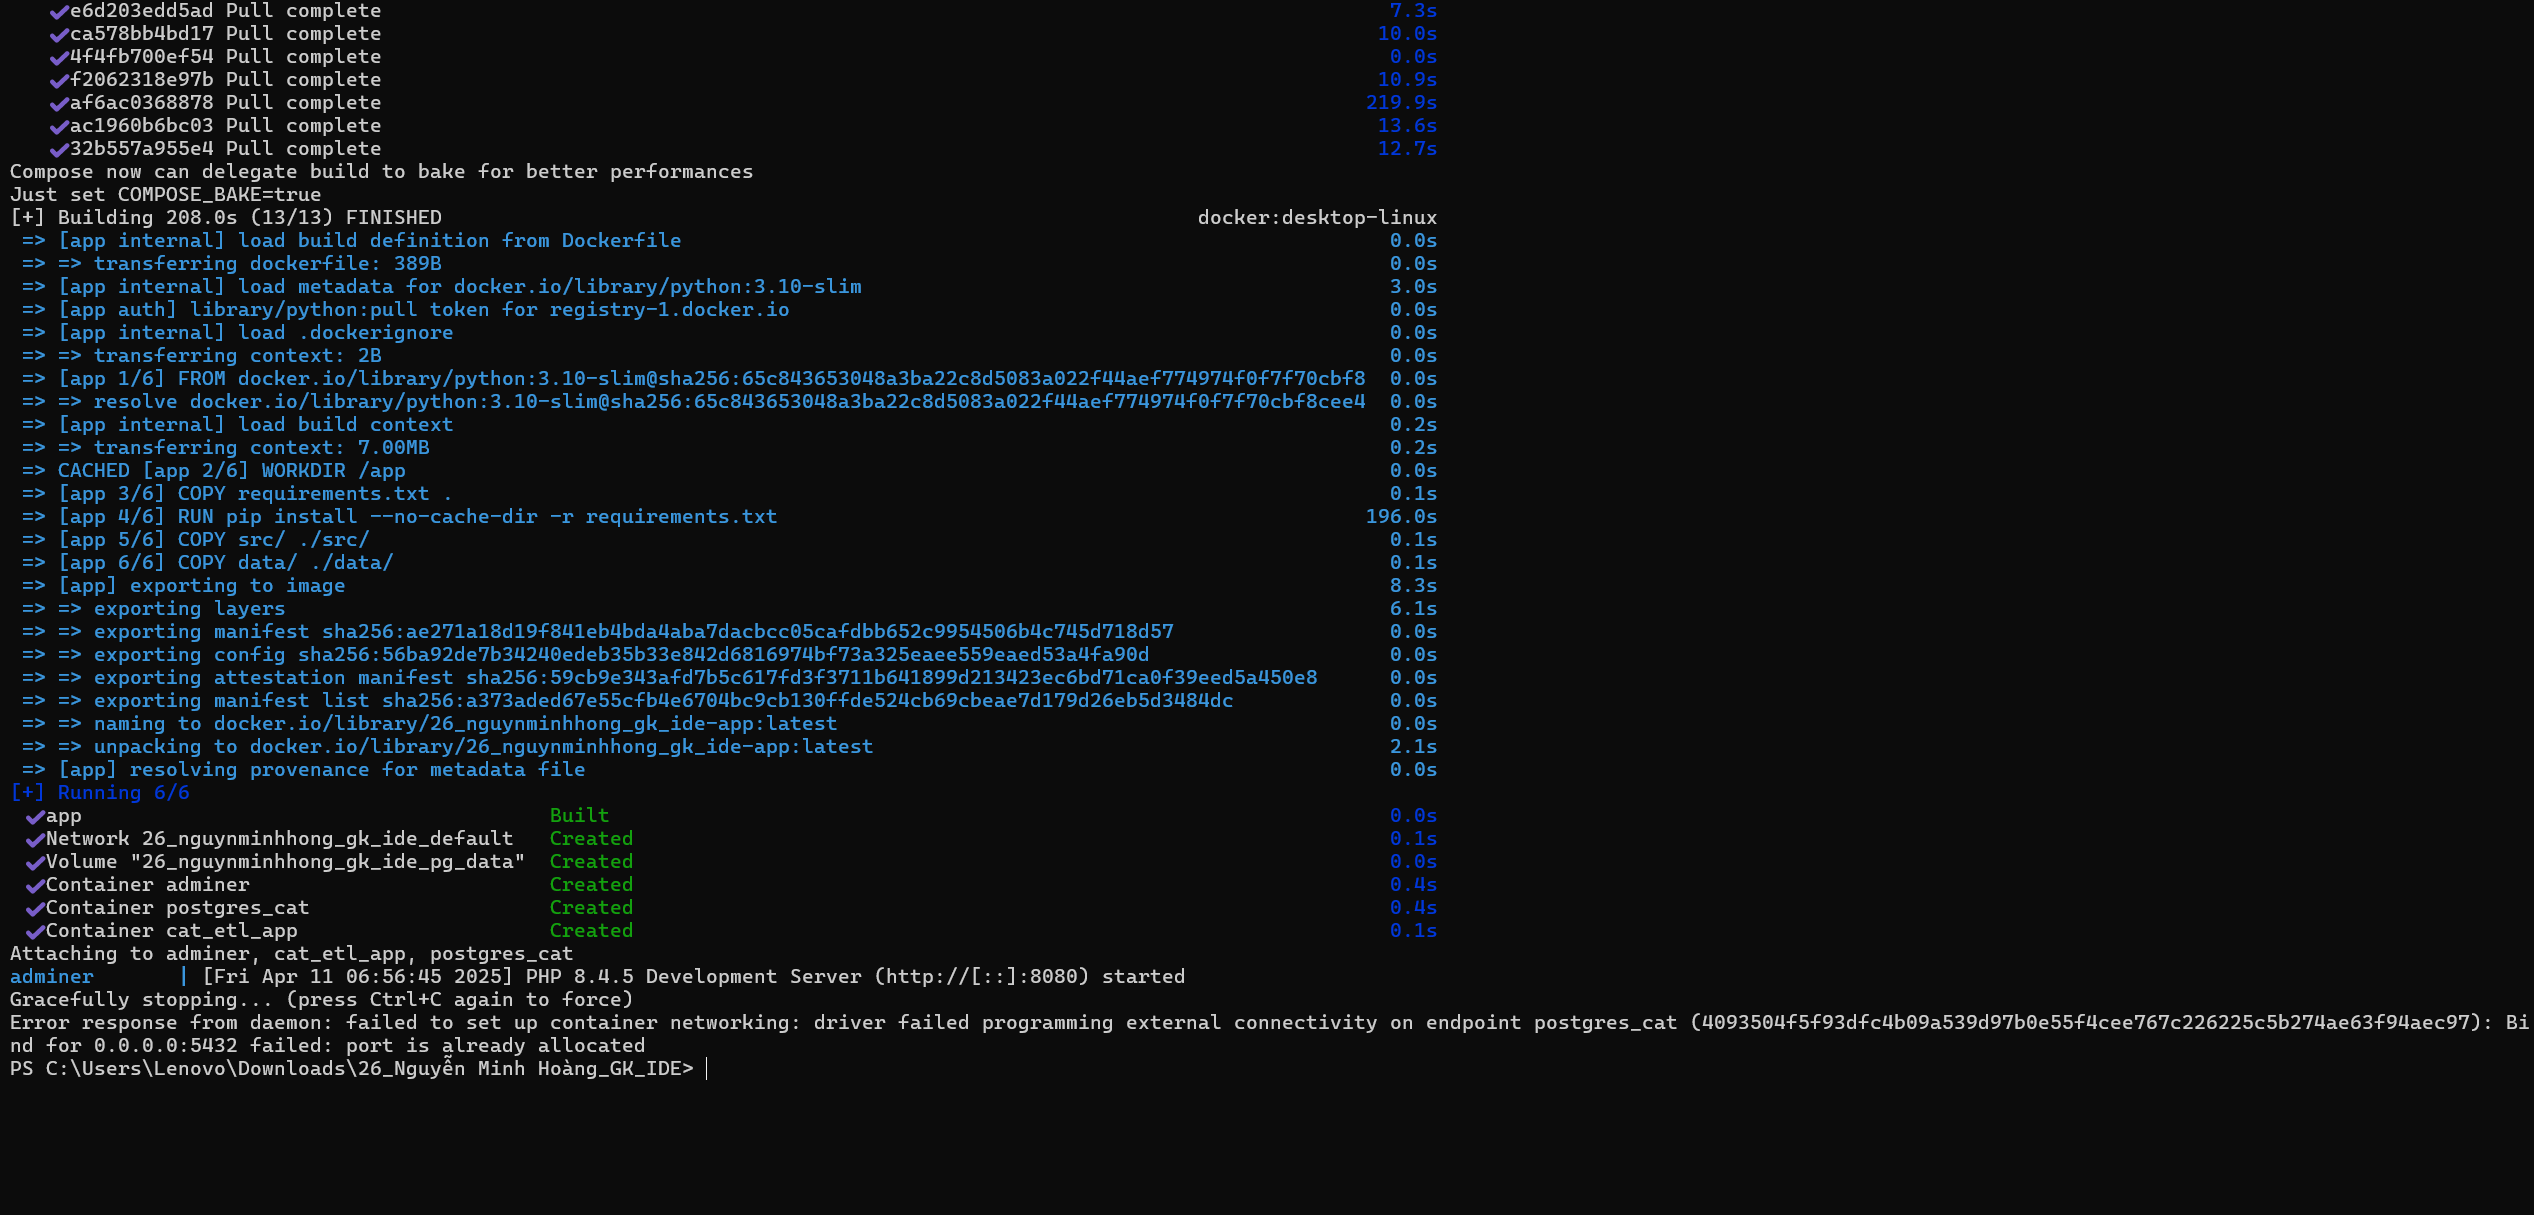 ✓e6d203edd5ad Pull complete 7.3s
✓ca578bb4bd17 Pull complete 10.0s
✓4f4fb700ef54 Pull complete 0.0s
✓f2062318e97b Pull complete 10.9s
✓af6ac0368878 Pull complete 219.9s
✓ac1960b6bc03 Pull complete 13.6s
✓32b557a955e4 Pull complete 12.7s
Compose now can delegate build to bake for better performances
Just set COMPOSE_BAKE=true
[+] Building 208.0s (13/13) FINISHED docker:desktop-linux
=> [app internal] load build definition from Dockerfile 0.0s
=> => transferring dockerfile: 389B 0.0s
=> [app internal] load metadata for docker.io/library/python:3.10-slim 3.0s
=> [app auth] library/python:pull token for registry-1.docker.io 0.0s
=> [app internal] load .dockerignore 0.0s
=> => transferring context: 2B 0.0s
=> [app 1/6] FROM docker.io/library/python:3.10-slim@sha256:65c843653048a3ba22c8d5083a022f44aef774974f0f7f70cbf8 0.0s
=> => resolve docker.io/library/python:3.10-slim@sha256:65c843653048a3ba22c8d5083a022f44aef774974f0f7f70cbf8cee4 0.0s
=> [app internal] load build context 0.2s
=> => transferring context: 7.00MB 0.2s
=> CACHED [app 2/6] WORKDIR /app 0.0s
=> [app 3/6] COPY requirements.txt . 0.1s
=> [app 4/6] RUN pip install --no-cache-dir -r requirements.txt 196.0s
=> [app 5/6] COPY src/ ./src/ 0.1s
=> [app 6/6] COPY data/ ./data/ 0.1s
=> [app] exporting to image 8.3s
=> => exporting layers 6.1s
=> => exporting manifest sha256:ae271a18d19f841eb4bda4aba7dacbcc05cafdbb652c9954506b4c745d718d57 0.0s
=> => exporting config sha256:56ba92de7b34240edeb35b33e842d6816974bf73a325eaee559eaed53a4fa90d 0.0s
=> => exporting attestation manifest sha256:59cb9e343afd7b5c617fd3f3711b641899d213423ec6bd71ca0f39eed5a450e8 0.0s
=> => exporting manifest list sha256:a373aded67e55cfb4e6704bc9cb130ffde524cb69cbeae7d179d26eb5d3484dc 0.0s
=> => naming to docker.io/library/26_nguynminhhong_gk_ide-app:latest 0.0s
=> => unpacking to docker.io/library/26_nguynminhhong_gk_ide-app:latest 2.1s
=> [app] resolving provenance for metadata file 0.0s
[+] Running 6/6
✓app Built 0.0s
✓Network 26_nguynminhhong_gk_ide_default Created 0.1s
✓Volume "26_nguynminhhong_gk_ide_pg_data" Created 0.0s
✓Container adminer Created 0.4s
✓Container postgres_cat Created 0.4s
✓Container cat_etl_app Created 0.1s
Attaching to adminer, cat_etl_app, postgres_cat
adminer | [Fri Apr 11 06:56:45 2025] PHP 8.4.5 Development Server (http://[::]:8080) started
Gracefully stopping... (press Ctrl+C again to force)
Error response from daemon: failed to set up container networking: driver failed programming external connectivity on endpoint postgres_cat (4093504f5f93dfc4b09a539d97b0e55f4cee767c226225c5b274ae63f94aec97): Bi
nd for 0.0.0.0:5432 failed: port is already allocated
PS C:\Users\Lenovo\Downloads\26_Nguyễn Minh Hoàng_GK_IDE>